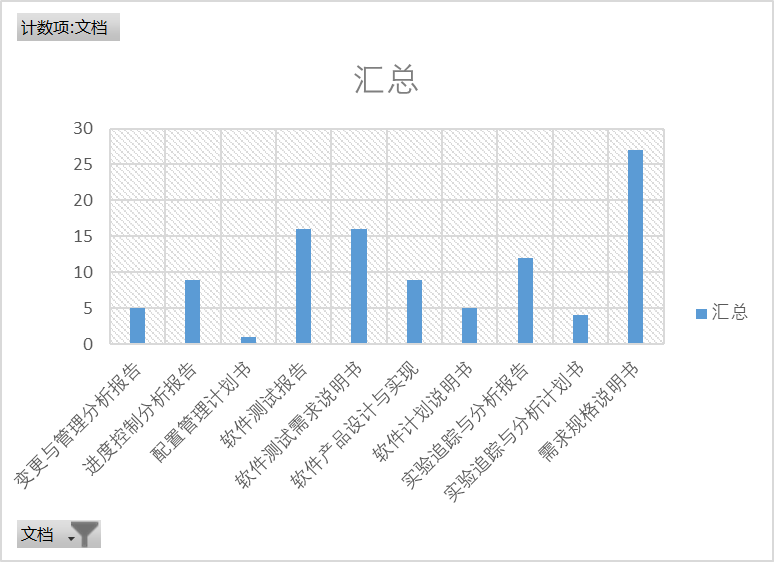 计数项:文档
汇总
30
25
20
15
10
5
0
汇总
变更与管理分析报告
进度控制分析报告
配置管理计划书
软件测试报告
软件测试需求说明书
软件产品设计与实现
软件计划说明书
实验追踪与分析报告
实验追踪与分析计划书
需求规格说明书
文档